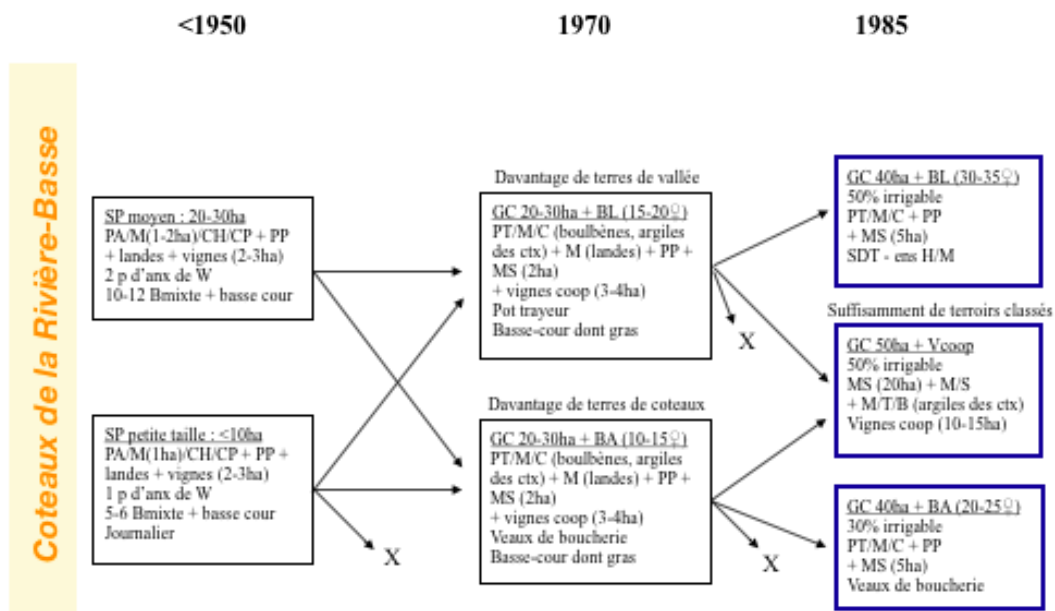 <1950
1970
1985
Coteaux de la Rivière-Basse
SP moyen : 20-30ha
PA/M(1-2ha)/CH/CP + PP
+ landes + vignes (2-3ha)
2 p d'anx de W
10-12 Bmixte + basse cour
SP petite taille : <10ha
PA/M(1ha)/CH/CP + PP +
landes + vignes (2-3ha)
1 p d'anx de W
5-6 Bmixte + basse cour
Journalier
X
Davantage de terres de vallée
GC 20-30ha + BL (15-20♀)
PT/M/C (boulbènes, argiles
des ctx) + M (landes) + PP +
MS (2ha)
+ vignes coop (3-4ha)
Pot trayeur
Basse-cour dont gras
X
Davantage de terres de coteaux
GC 20-30ha + BA (10-15♀)
PT/M/C (boulbènes, argiles
des ctx) + M (landes) + PP +
MS (2ha)
+ vignes coop (3-4ha)
Veaux de boucherie
Basse-cour dont gras
X
GC 40ha + BL (30-35♀)
50% irrigable
PT/M/C + PP
+ MS (5ha)
SDT - ens H/M
Suffisamment de terroirs classés
GC 50ha + Vcoop
50% irrigable
MS (20ha) + M/S
+ M/T/B (argiles des ctx)
Vignes coop (10-15ha)
GC 40ha + BA (20-25♀)
30% irrigable
PT/M/C + PP
+ MS (5ha)
Veaux de boucherie